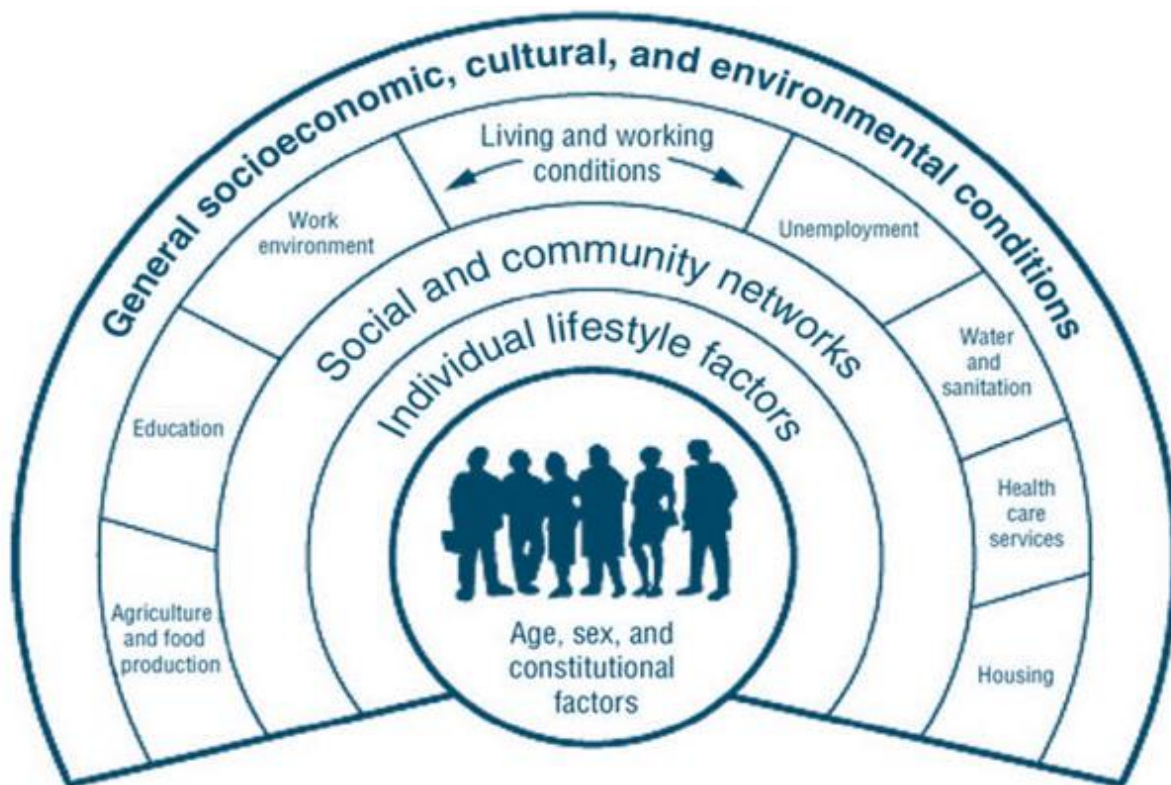 General socioeconomic, cultural, and environmental conditions
Living and working
conditions
Work
environment
Unemployment
Education
Water
and
sanitation
Agriculture
and food
production
Health
care
services
Housing
Social and community networks
Individual lifestyle factors
Age, sex, and
constitutional
factors